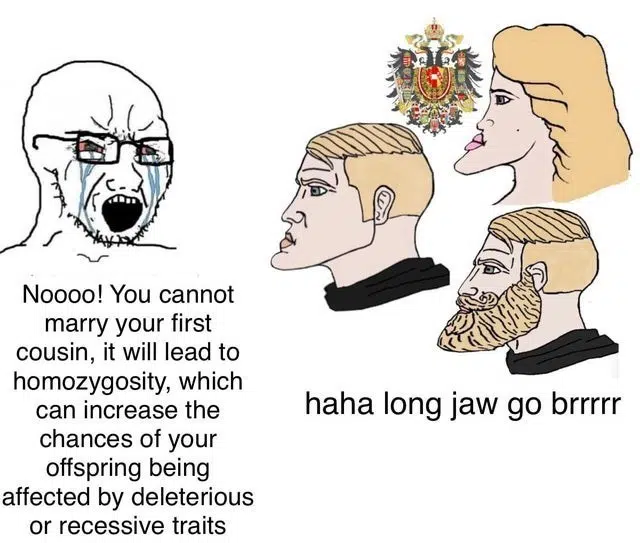 Noooo! You cannot
marry your first
cousin, it will lead to
homozygosity, which
can increase the
chances of your
offspring being
affected by deleterious
or recessive traits
haha long jaw go brrrrr